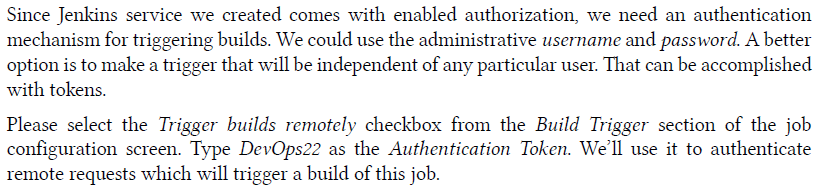 Since Jenkins service we created comes with enabled authorization, we need an authentication
mechanism for triggering builds. We could use the administrative username and password. A better
option is to make a trigger that will be independent of any particular user. That can be accomplished
with tokens.
Please select the Trigger builds remotely checkbox from the Build Trigger section of the job
configuration screen. Type DevOps22 as the Authentication Token. We’ll use it to authenticate
remote requests which will trigger a build of this job.